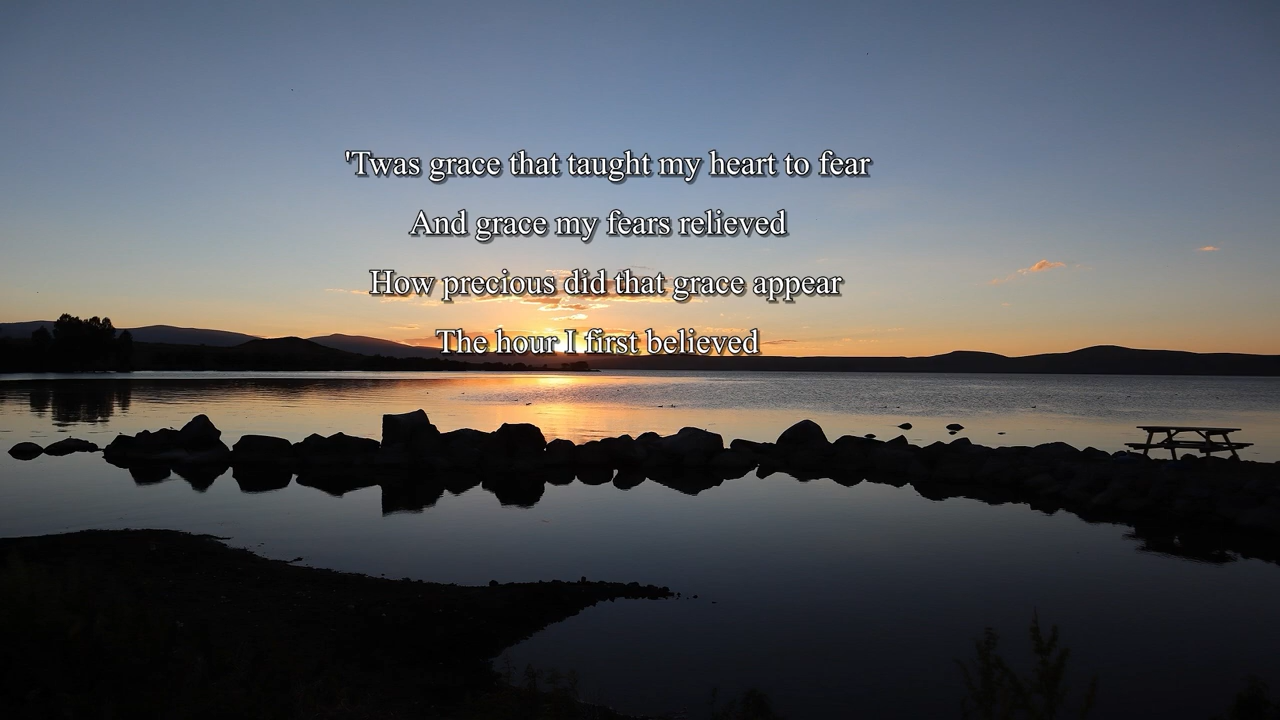 'Twas grace that taught my heart to fear
And grace my fears relieved
How precious did that grace appear
The hour I first believed